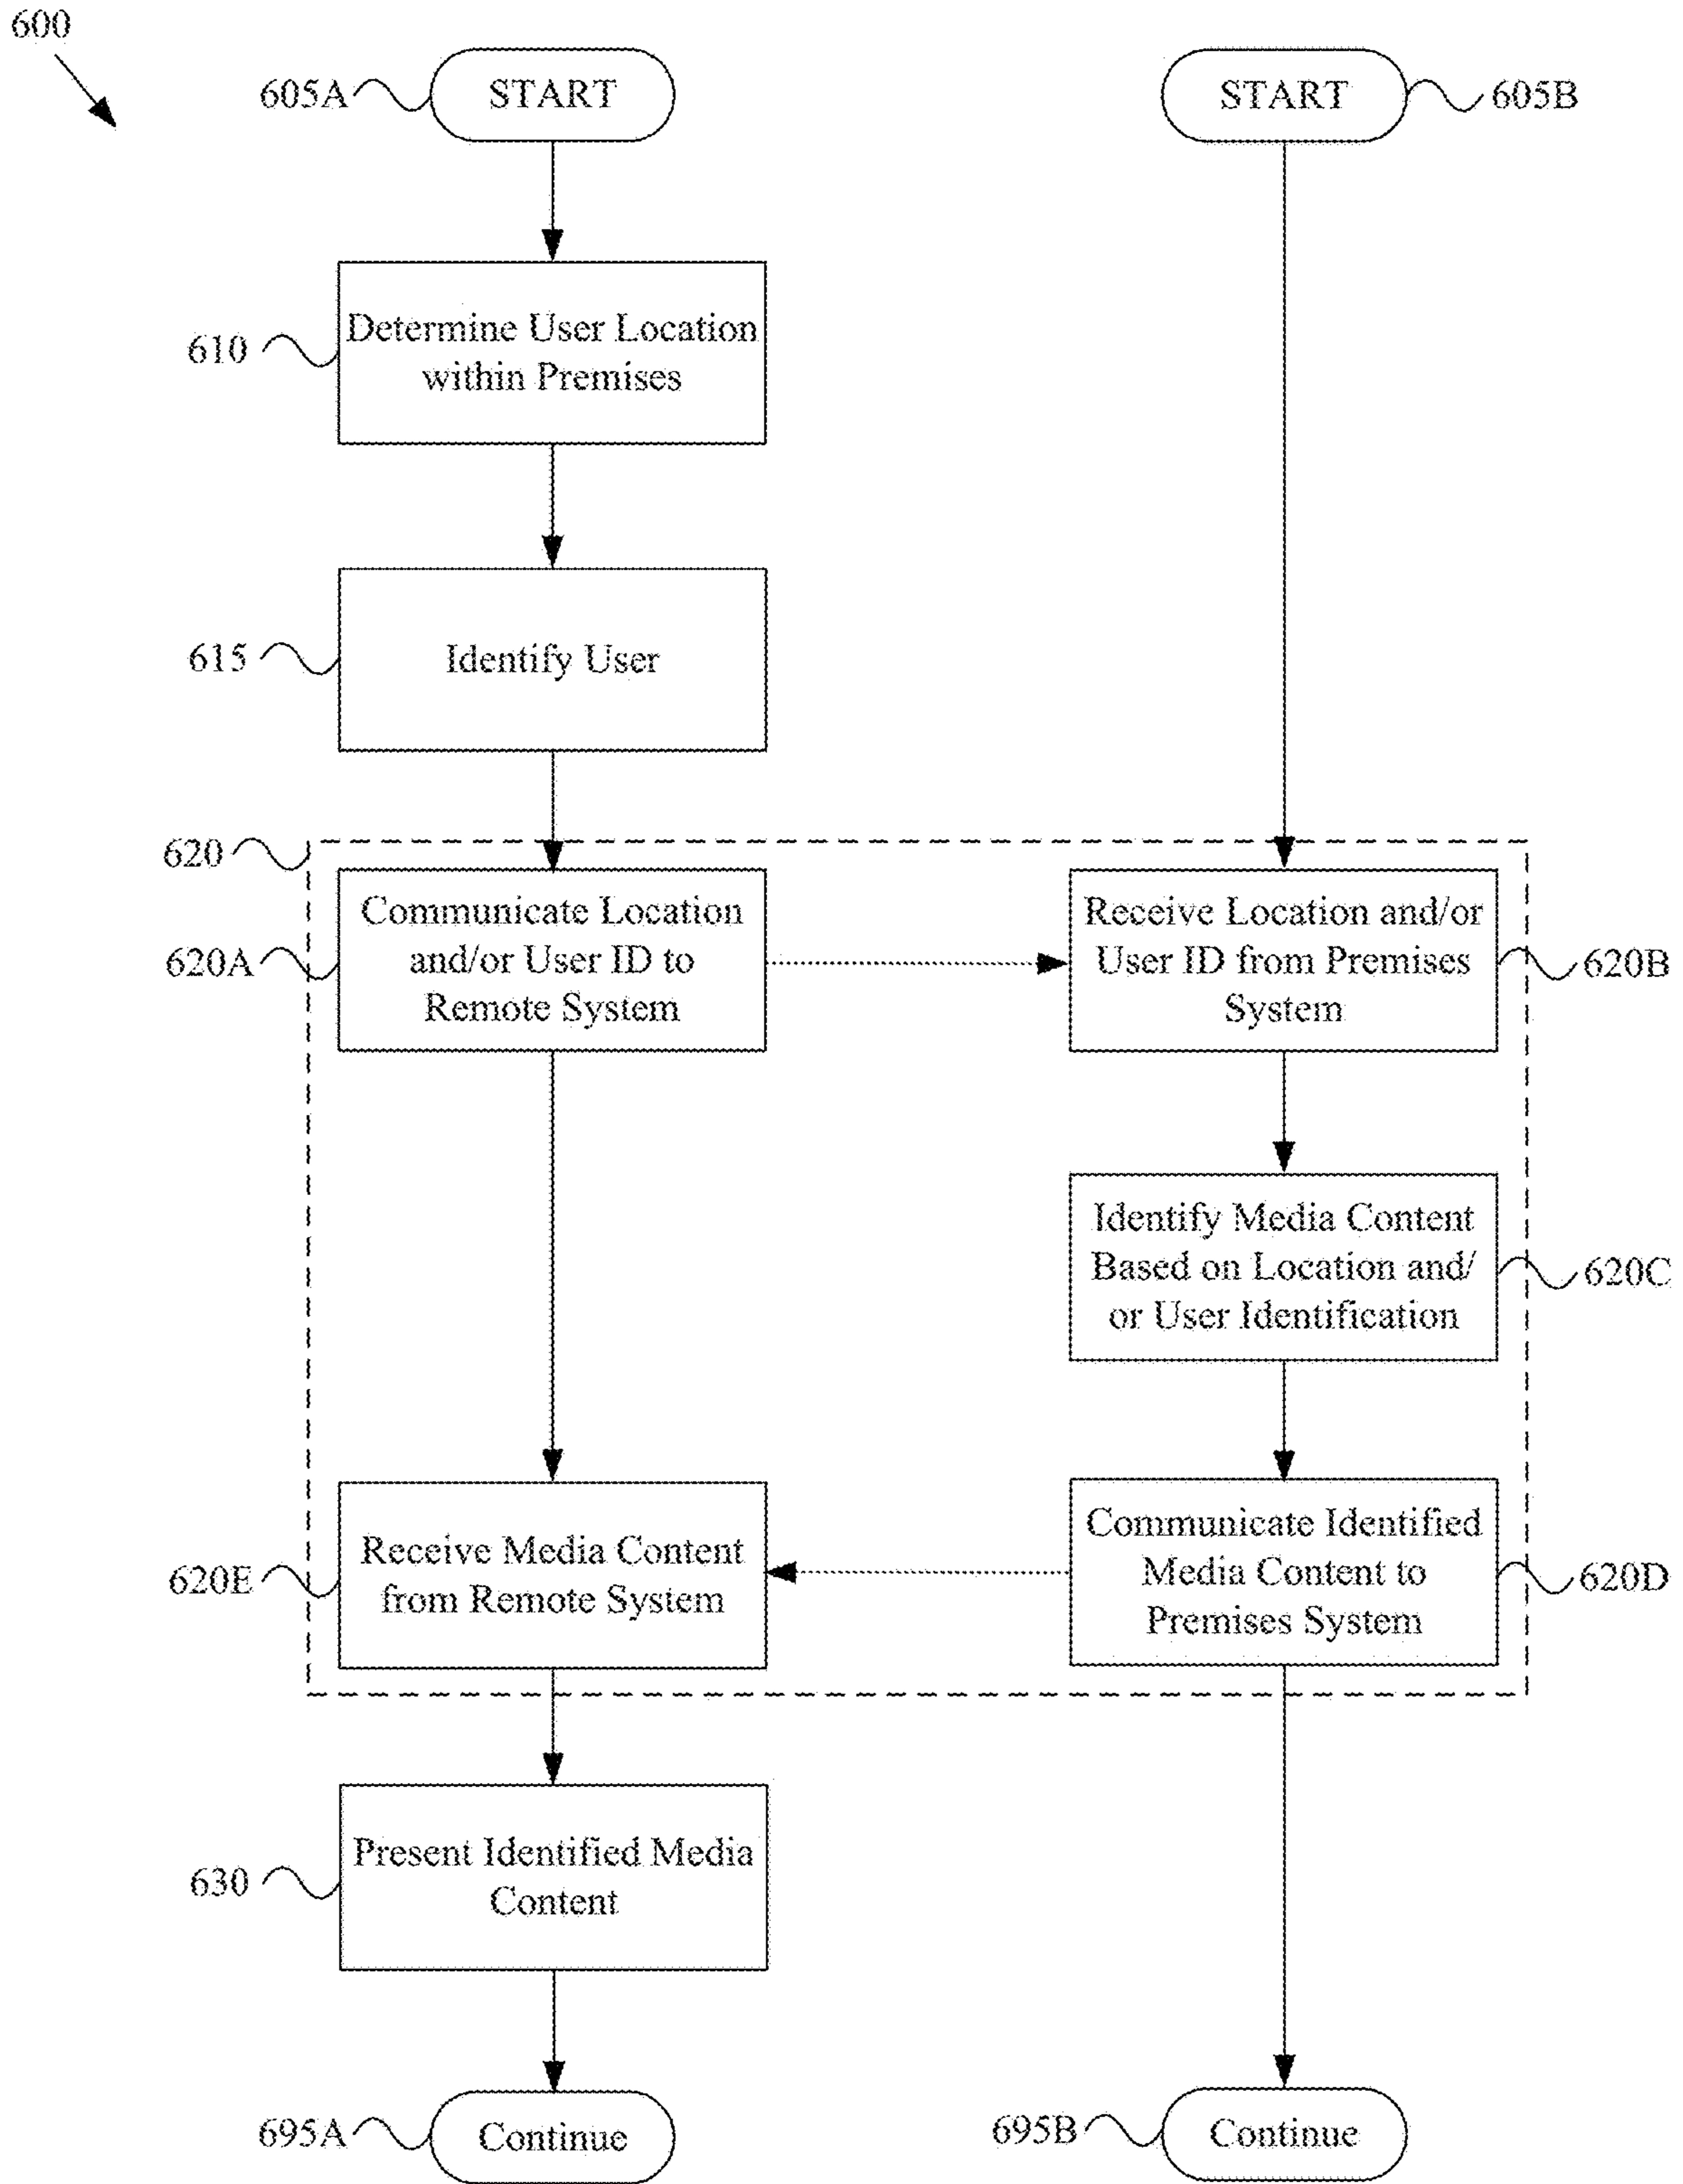 600
605A
START
START
605B
610
Determine User Location
within Premises
615
Identify User
620
620A
Communicate Location
and/or User ID to
Remote System
Receive Location and/or
User ID from Premises
System
620B
Identify Media Content
Based on Location and/
or User Identification
620C
620E
Receive Media Content
from Remote System
Communicate Identified
Media Content to
Premises System
620D
630
Present Identified Media
Content
695A
Continue
695B
Continue